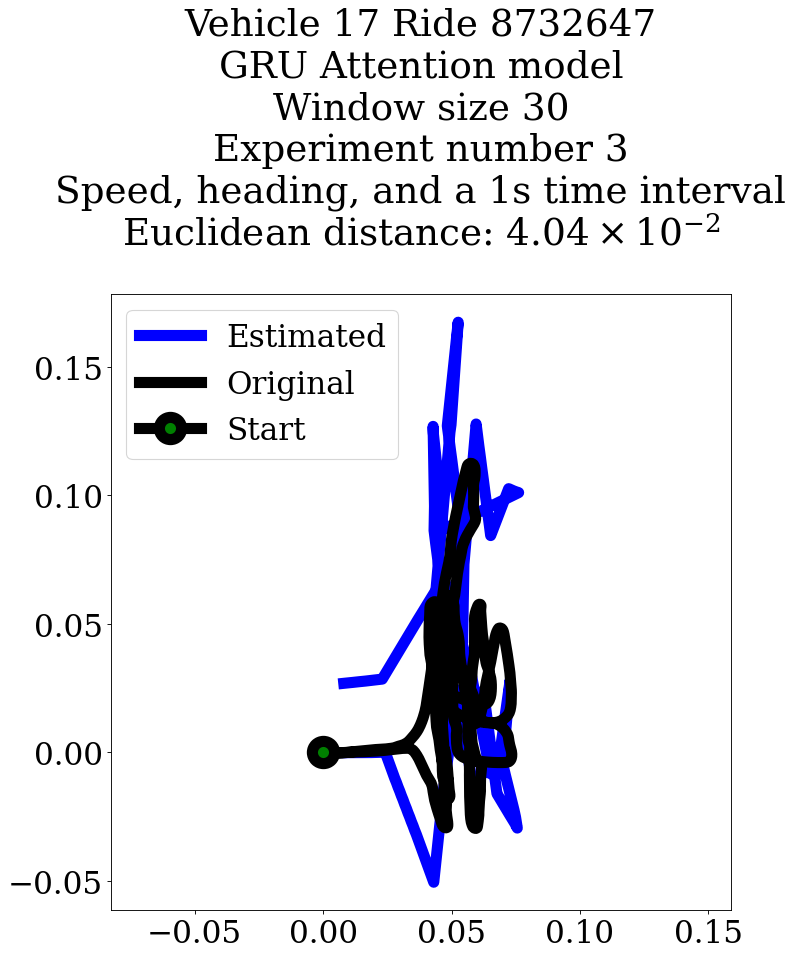 Vehicle 17 Ride 8732647
GRU Attention model
Window size 30
Experiment number 3
Speed, heading, and a 1s time interval
Euclidean distance: 4.04 × 10⁻²
Estimated
Original
Start
0.15
0.10
0.05
0.00
−0.05
−0.05 0.00 0.05 0.10 0.15